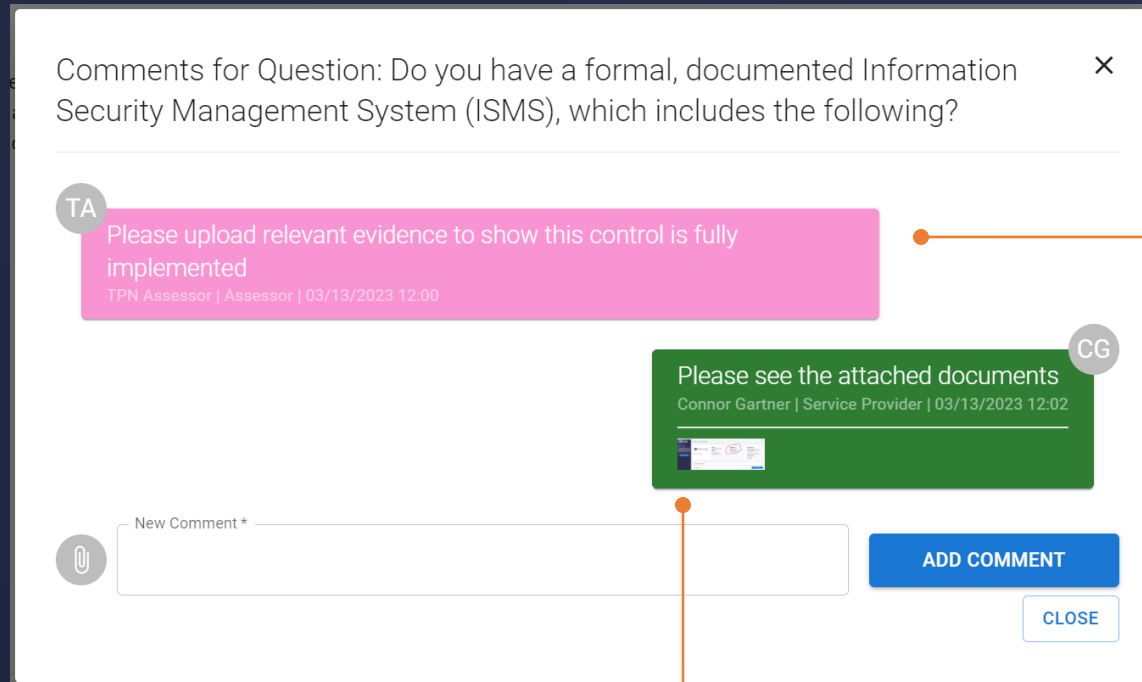 Comments for Question: Do you have a formal, documented Information
Security Management System (ISMS), which includes the following?
TA
Please upload relevant evidence to show this control is fully
implemented
TPN Assessor | Assessor | 03/13/2023 12:00
CG
Please see the attached documents
Connor Gartner | Service Provider | 03/13/2023 12:02
New Comment *
ADD COMMENT
CLOSE